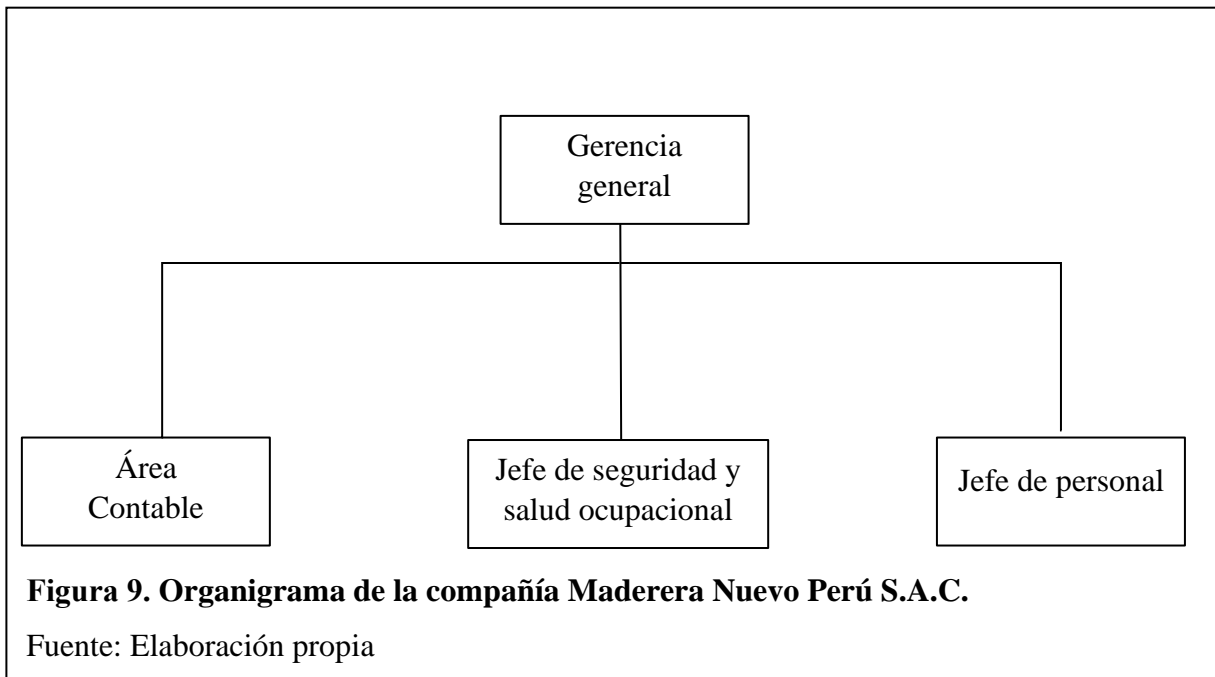 Gerencia
general
Área
Contable
Jefe de seguridad y
salud ocupacional
Jefe de personal
Figura 9. Organigrama de la compañía Maderera Nuevo Perú S.A.C.
Fuente: Elaboración propia